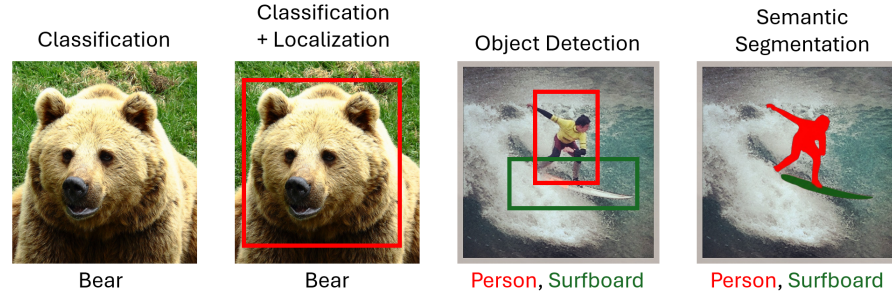 Classification
Classification
+ Localization
Object Detection
Semantic
Segmentation
Bear
Bear
Person, Surfboard
Person, Surfboard